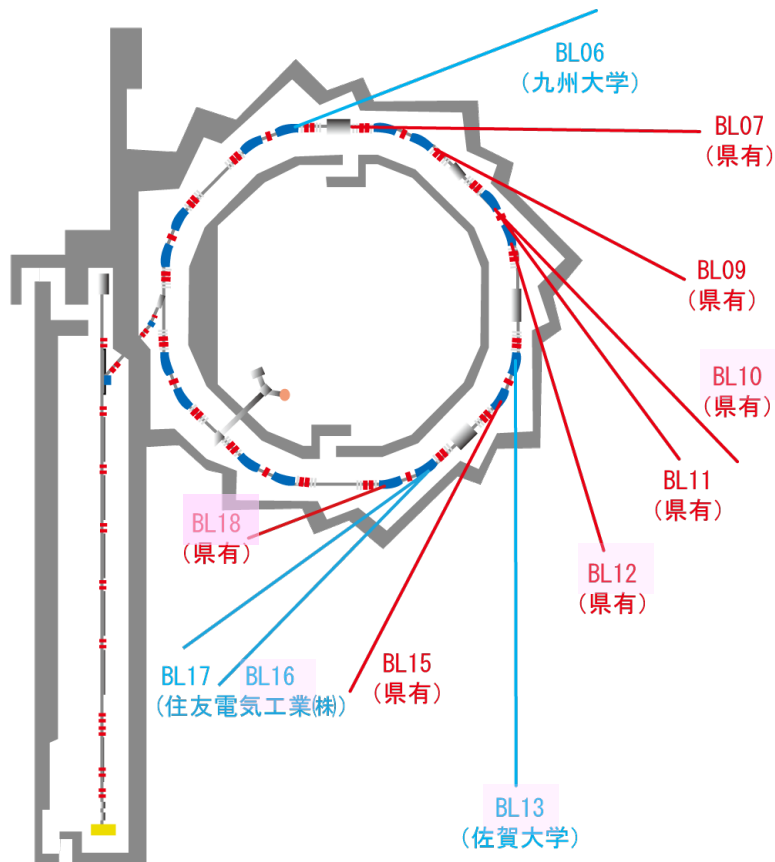 BL06
(九州大学)
BL07
(県有)
BL09
(県有)
BL10
(県有)
BL11
(県有)
BL12
(県有)
BL18
(県有)
BL15
(県有)
BL17 BL16
(住友電気工業㈱)
BL13
(佐賀大学)